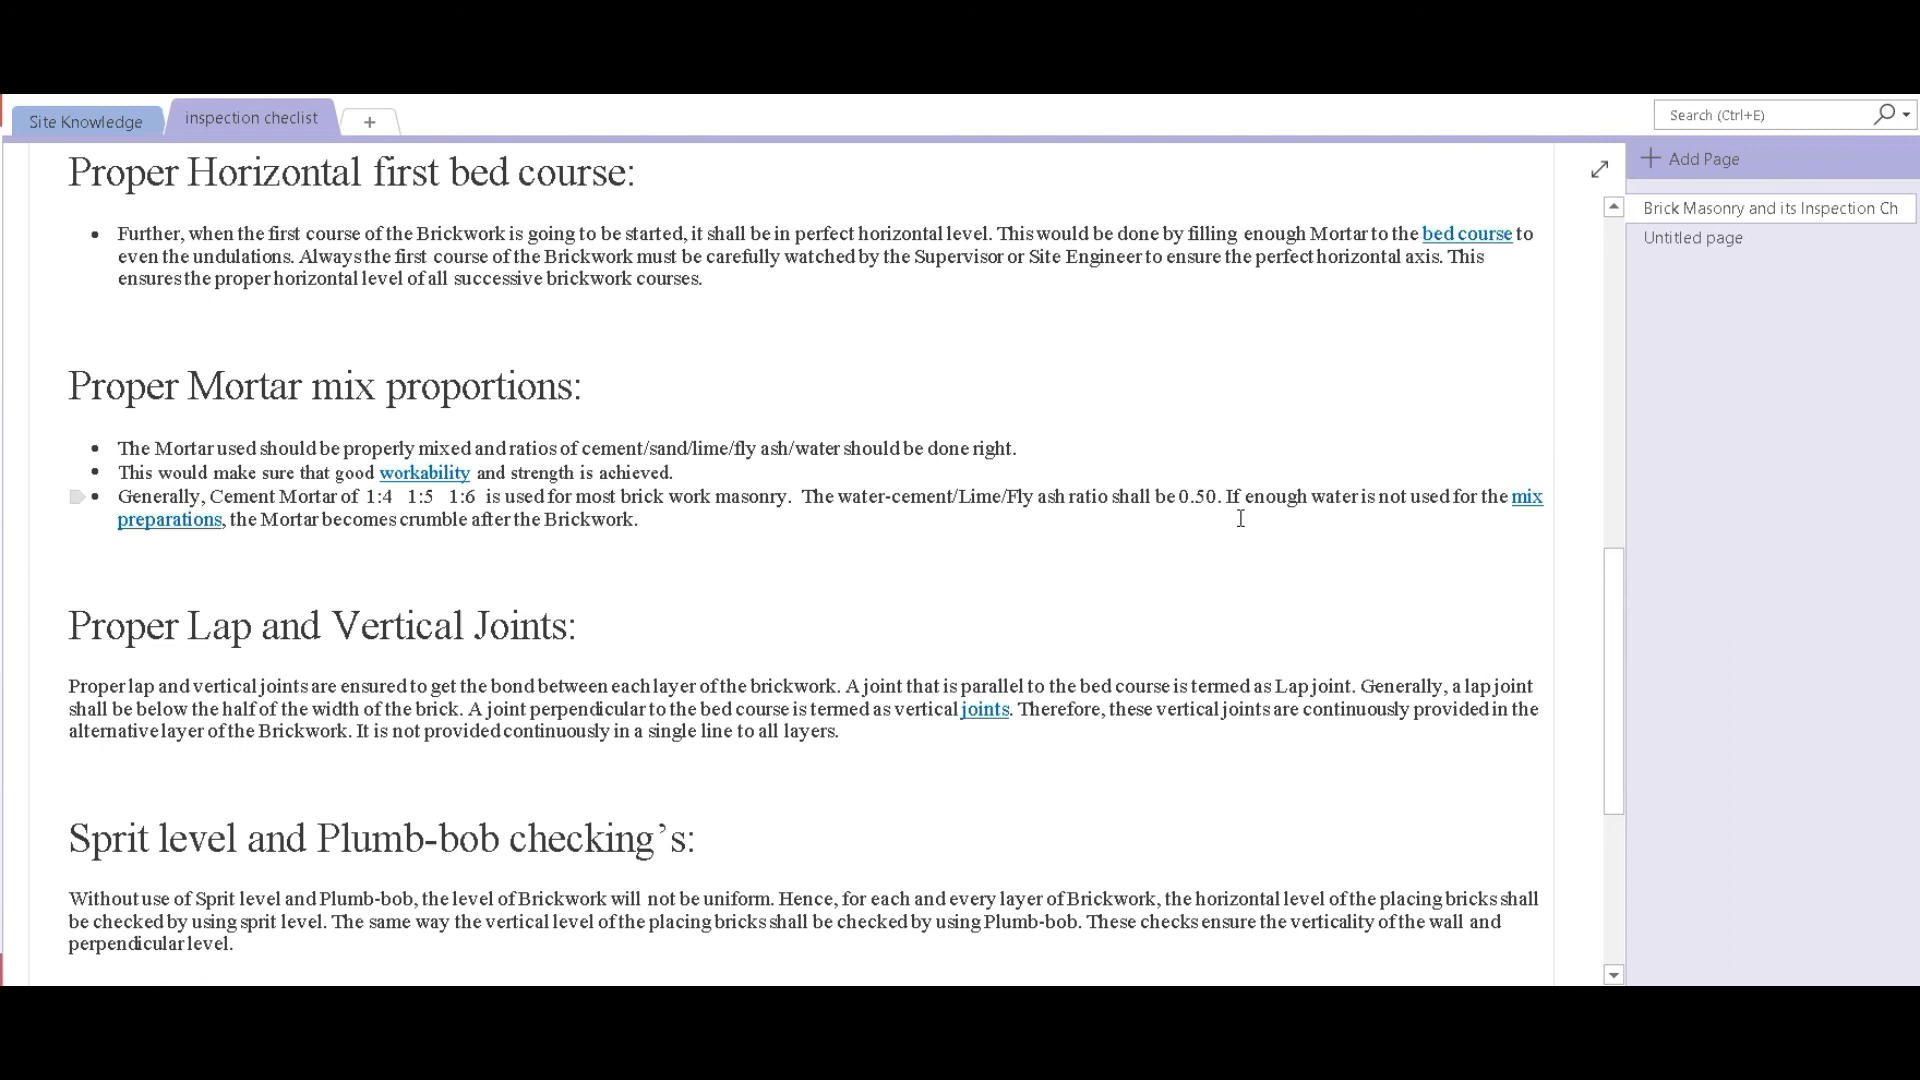 Site Knowledge
inspection checlist
+
Search (Ctrl+E)
Add Page
Brick Masonry and its Inspection Ch
Untitled page
Proper Horizontal first bed course:
• Further, when the first course of the Brickwork is going to be started, it shall be in perfect horizontal level. This would be done by filling enough Mortar to the bed course to
even the undulations. Always the first course of the Brickwork must be carefully watched by the Supervisor or Site Engineer to ensure the perfect horizontal axis. This
ensures the proper horizontal level of all successive brickwork courses.
Proper Mortar mix proportions:
• The Mortar used should be properly mixed and ratios of cement/sand/lime/fly ash/water should be done right.
• This would make sure that good workability and strength is achieved.
• Generally, Cement Mortar of 1:4 1:5 1:6 is used for most brick work masonry. The water-cement/Lime/Fly ash ratio shall be 0.50. If enough water is not used for the mix
preparations, the Mortar becomes crumble after the Brickwork.
Proper Lap and Vertical Joints:
Proper lap and vertical joints are ensured to get the bond between each layer of the brickwork. A joint that is parallel to the bed course is termed as Lap joint. Generally, a lap joint
shall be below the half of the width of the brick. A joint perpendicular to the bed course is termed as vertical joints. Therefore, these vertical joints are continuously provided in the
alternative layer of the Brickwork. It is not provided continuously in a single line to all layers.
Sprit level and Plumb-bob checking’s:
Without use of Sprit level and Plumb-bob, the level of Brickwork will not be uniform. Hence, for each and every layer of Brickwork, the horizontal level of the placing bricks shall
be checked by using sprit level. The same way the vertical level of the placing bricks shall be checked by using Plumb-bob. These checks ensure the verticality of the wall and
perpendicular level.